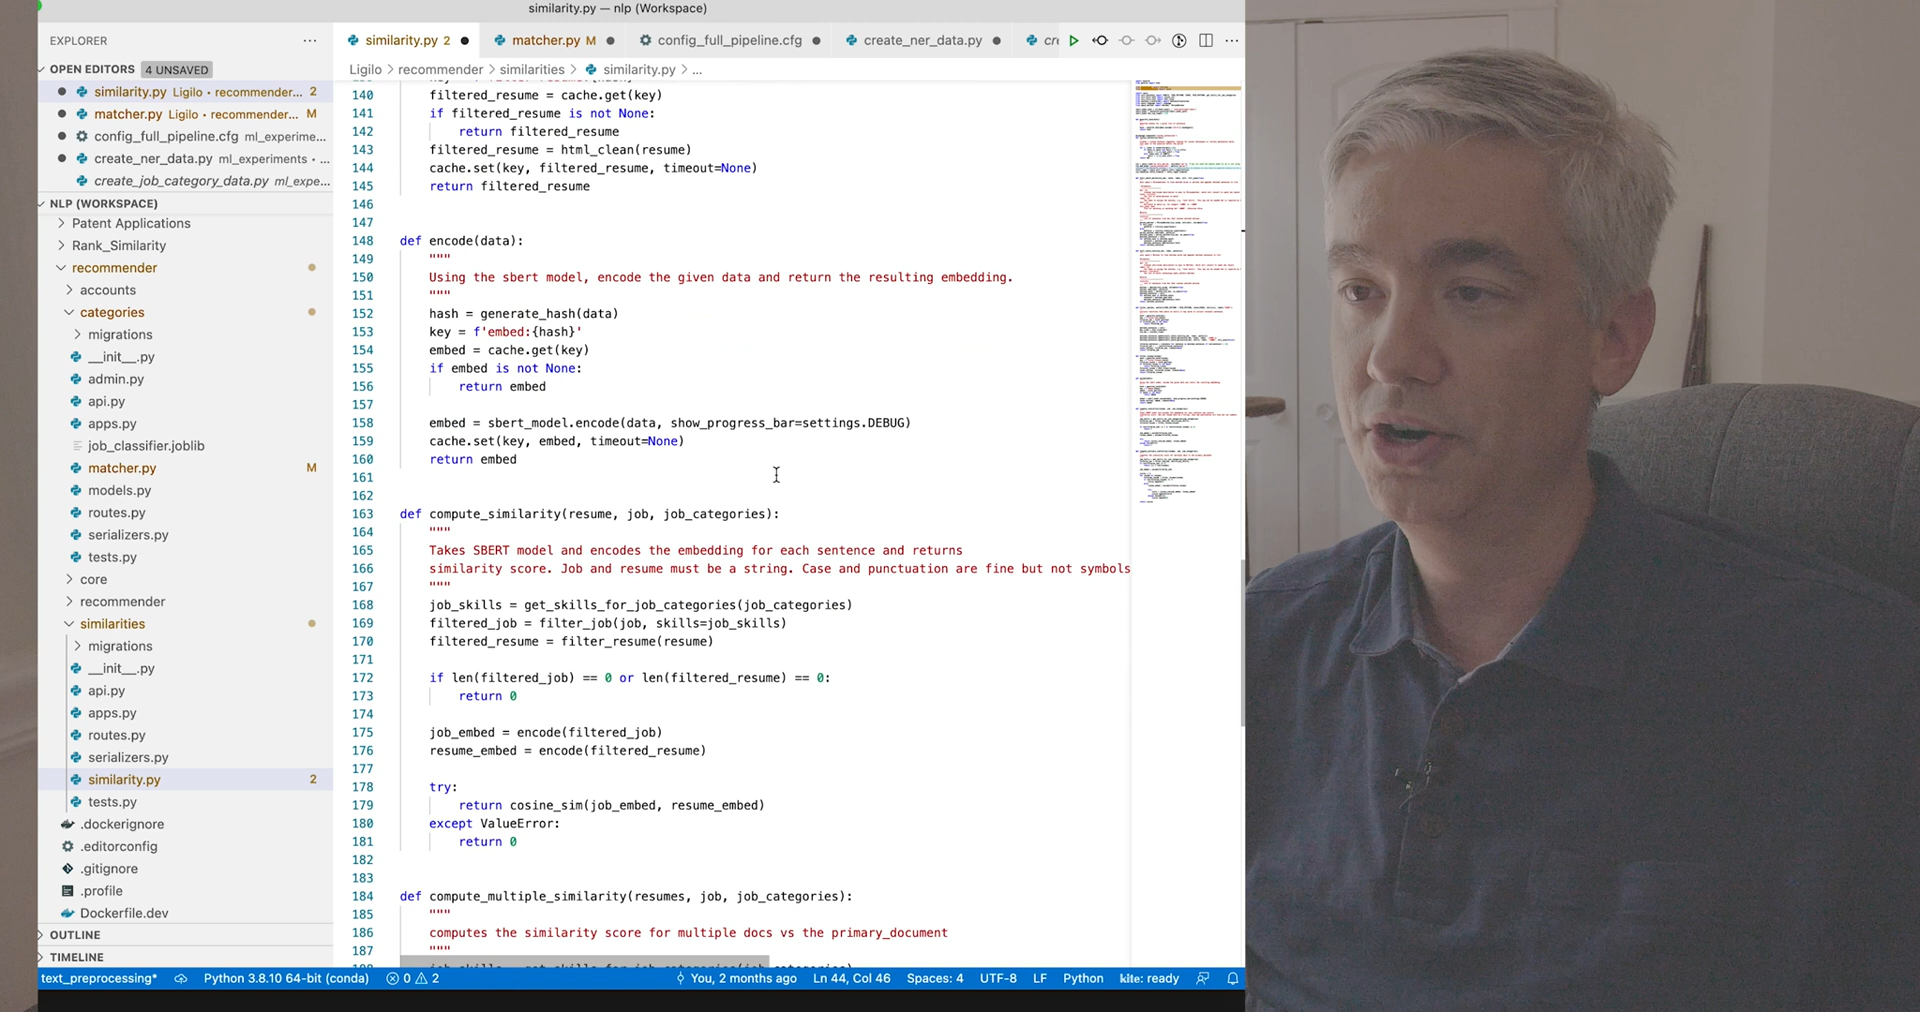 similarity.py — nlp (Workspace)
EXPLORER
similarity.py 2
matcher.py M
config_full_pipeline.cfg
create_ner_data.py
cre
OPEN EDITORS 4 UNSAVED
Ligilo > recommender > similarities > similarity.py > ...
similarity.py Ligilo • recommender... 2
matcher.py Ligilo • recommender... M
config_full_pipeline.cfg ml_experime...
create_ner_data.py ml_experiments • ...
create_job_category_data.py ml_expe...
NLP (WORKSPACE)
Patent Applications
Rank_Similarity
recommender
accounts
categories
migrations
__init__.py
admin.py
api.py
apps.py
job_classifier.joblib
matcher.py M
models.py
routes.py
serializers.py
tests.py
core
recommender
similarities
migrations
__init__.py
api.py
apps.py
routes.py
serializers.py
similarity.py 2
tests.py
.dockerignore
.editorconfig
.gitignore
.profile
Dockerfile.dev
OUTLINE
TIMELINE
140 filtered_resume = cache.get(key)
141 if filtered_resume is not None:
142 return filtered_resume
143 filtered_resume = html_clean(resume)
144 cache.set(key, filtered_resume, timeout=None)
145 return filtered_resume
146
147
148 def encode(data):
149 """
150 Using the sbert model, encode the given data and return the resulting embedding.
151 """
152 hash = generate_hash(data)
153 key = f'embed:{hash}'
154 embed = cache.get(key)
155 if embed is not None:
156 return embed
157
158 embed = sbert_model.encode(data, show_progress_bar=settings.DEBUG)
159 cache.set(key, embed, timeout=None)
160 return embed
161
162
163 def compute_similarity(resume, job, job_categories):
164 """
165 Takes SBERT model and encodes the embedding for each sentence and returns
166 similarity score. Job and resume must be a string. Case and punctuation are fine but not symbols
167 """
168 job_skills = get_skills_for_job_categories(job_categories)
169 filtered_job = filter_job(job, skills=job_skills)
170 filtered_resume = filter_resume(resume)
171
172 if len(filtered_job) == 0 or len(filtered_resume) == 0:
173 return 0
174
175 job_embed = encode(filtered_job)
176 resume_embed = encode(filtered_resume)
177
178 try:
179 return cosine_sim(job_embed, resume_embed)
180 except ValueError:
181 return 0
182
183
184 def compute_multiple_similarity(resumes, job, job_categories):
185 """
186 computes the similarity score for multiple docs vs the primary_document
187 """
text_preprocessing* Python 3.8.10 64-bit (conda) 0 2 You, 2 months ago Ln 44, Col 46 Spaces: 4 UTF-8 LF Python kite: ready